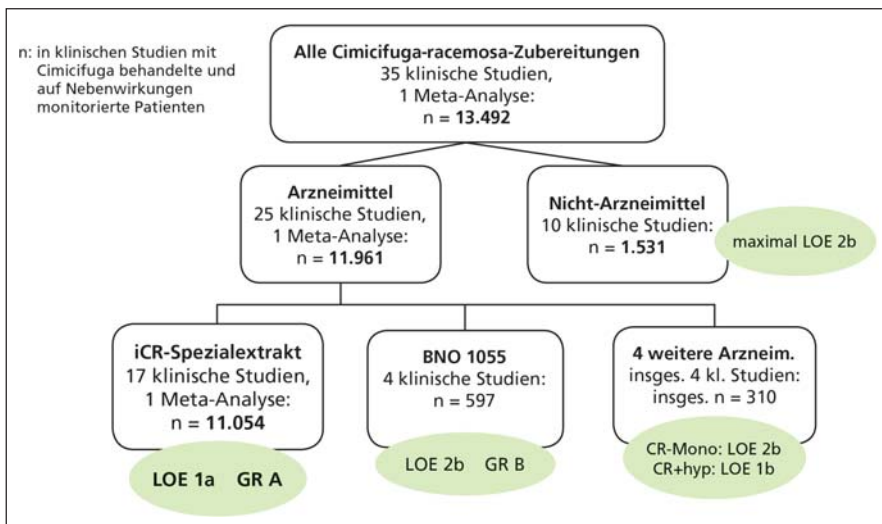 n: in klinischen Studien mit
Cimicifuga behandelte und
auf Nebenwirkungen
monitorierte Patienten
Alle Cimicifuga-racemosa-Zubereitungen
35 klinische Studien,
1 Meta-Analyse:
n = 13.492
Arzneimittel
25 klinische Studien,
1 Meta-Analyse:
n = 11.961
Nicht-Arzneimittel
10 klinische Studien:
n = 1.531
maximal LOE 2b
iCR-Spezialextrakt
17 klinische Studien,
1 Meta-Analyse:
n = 11.054
LOE 1a GR A
BNO 1055
4 klinische Studien:
n = 597
LOE 2b GR B
4 weitere Arzneim.
insges. 4 kl. Studien:
insges. n = 310
CR-Mono: LOE 2b
CR+hyp: LOE 1b